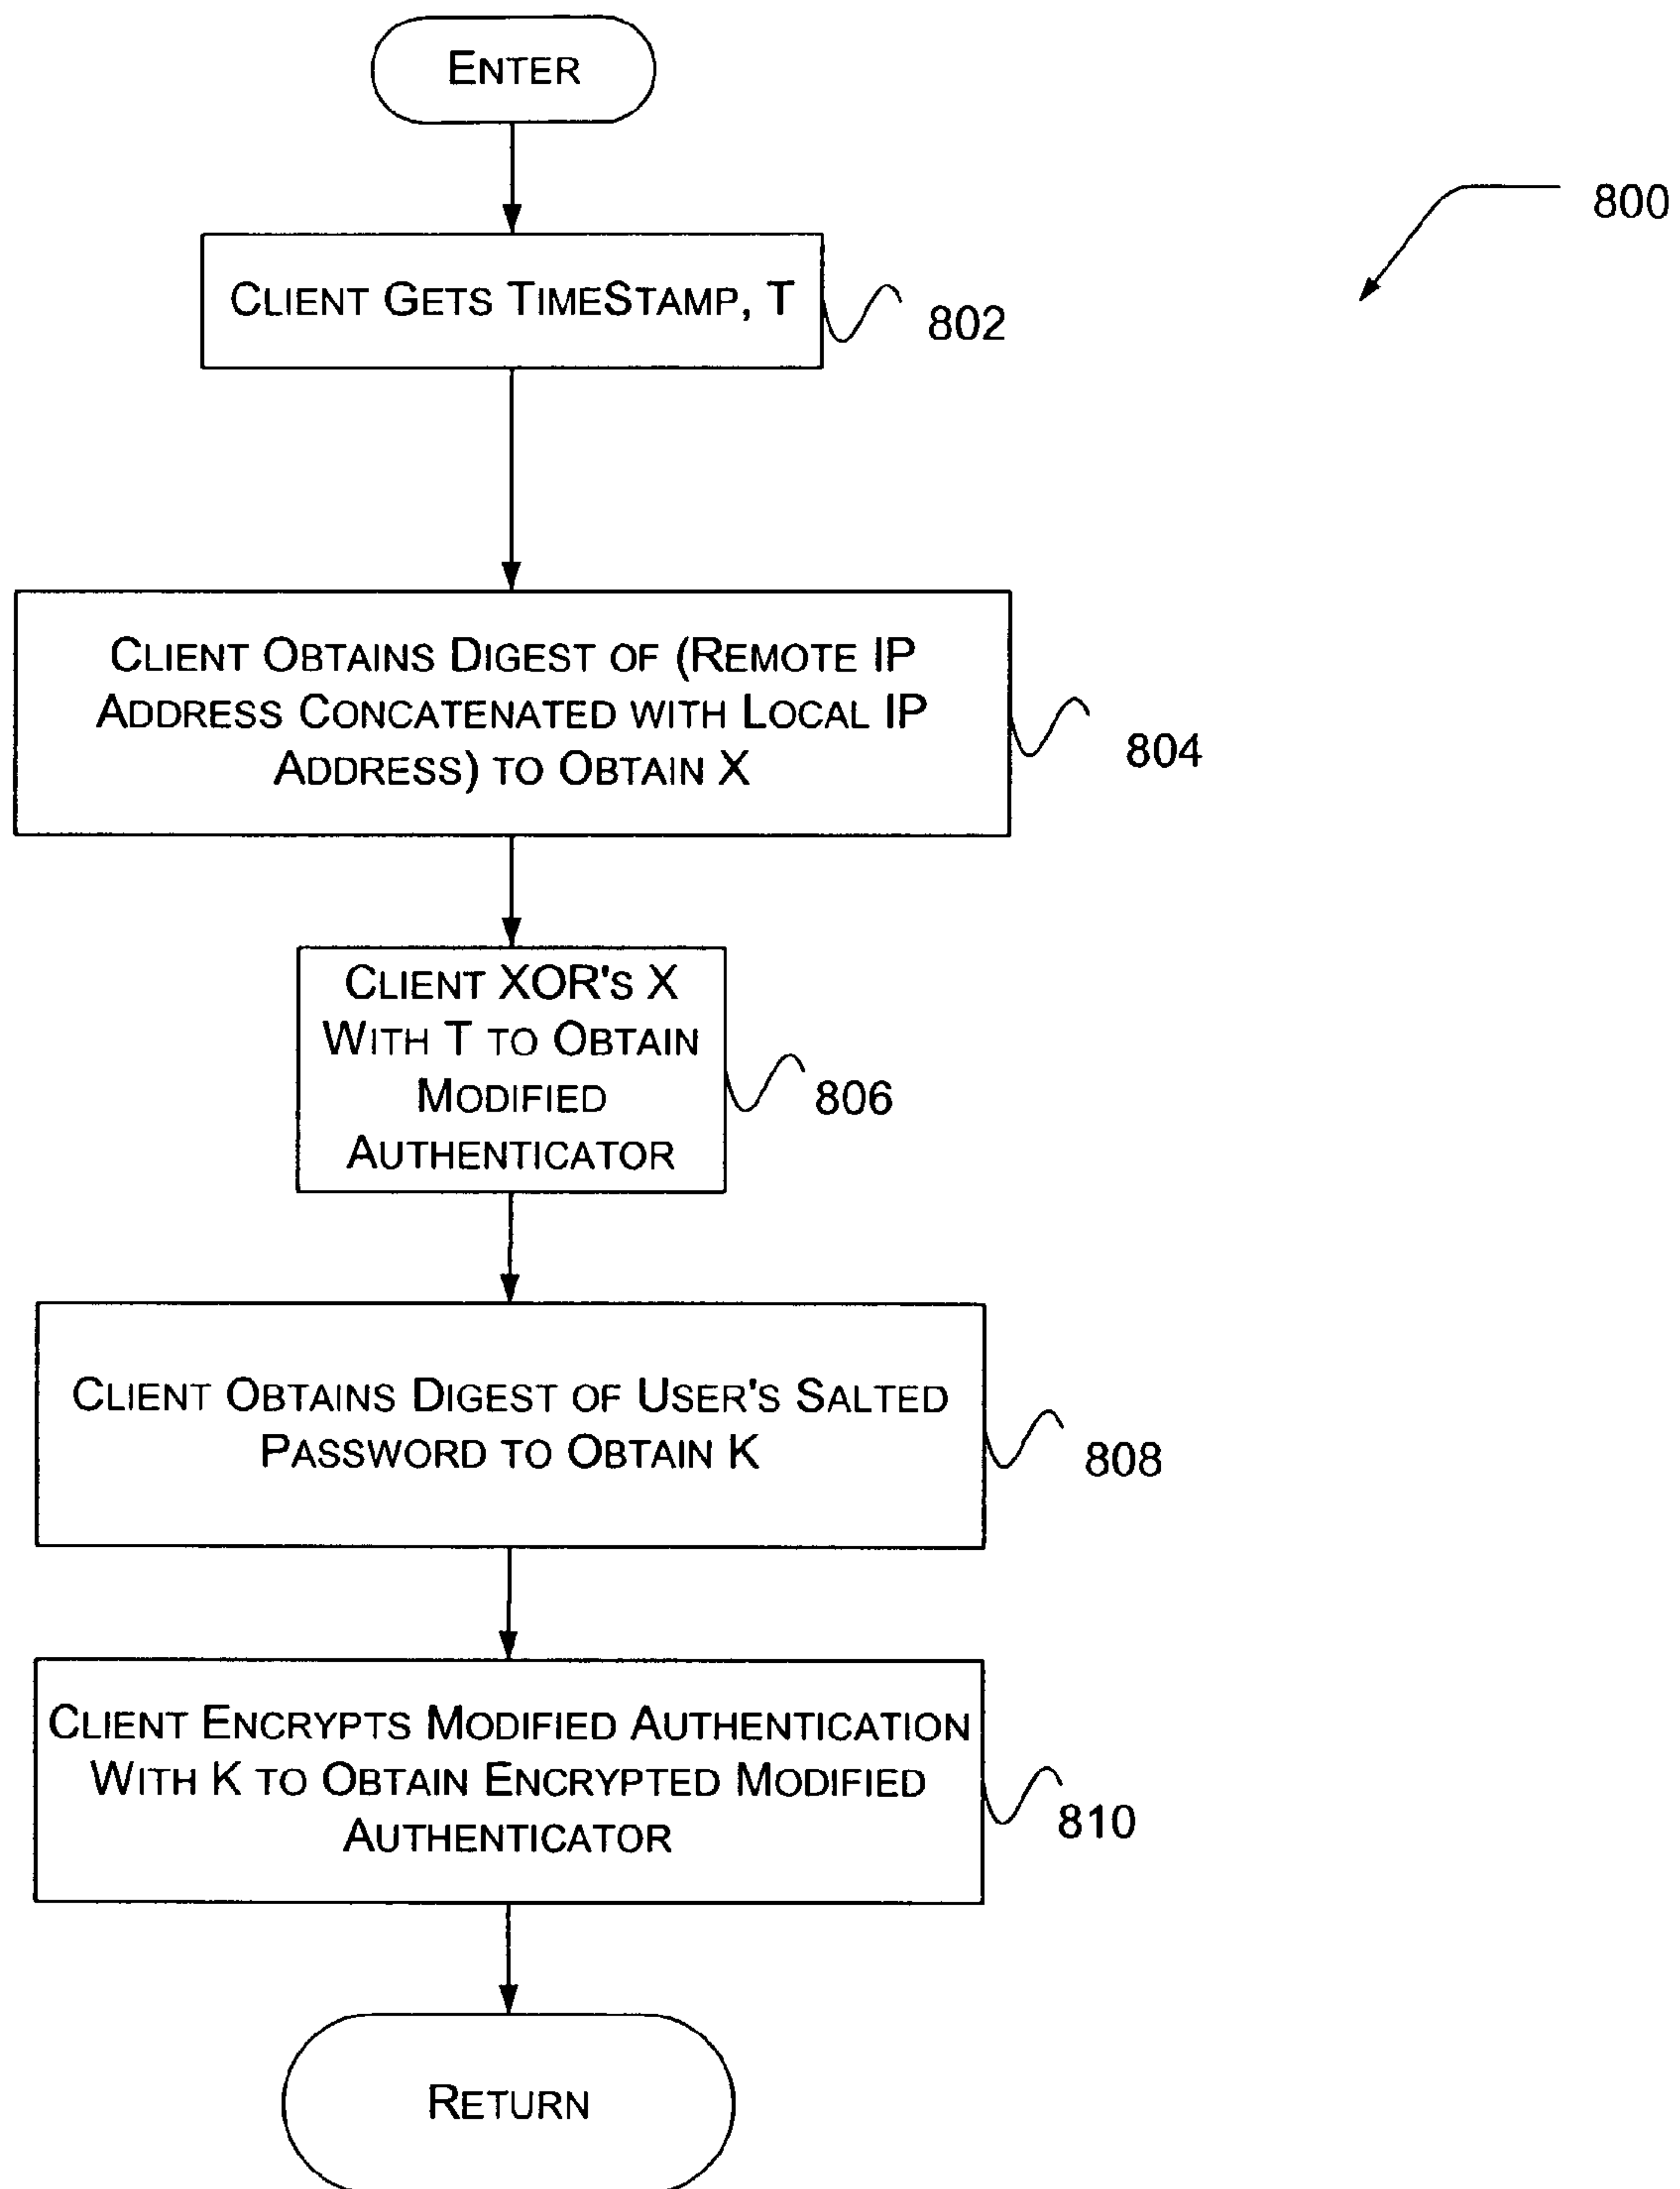 ENTER
800
CLIENT GETS TIMESTAMP, T
802
CLIENT OBTAINS DIGEST OF (REMOTE IP
ADDRESS CONCATENATED WITH LOCAL IP
ADDRESS) TO OBTAIN X
804
CLIENT XOR'S X
WITH T TO OBTAIN
MODIFIED
AUTHENTICATOR
806
CLIENT OBTAINS DIGEST OF USER'S SALTED
PASSWORD TO OBTAIN K
808
CLIENT ENCRYPTS MODIFIED AUTHENTICATION
WITH K TO OBTAIN ENCRYPTED MODIFIED
AUTHENTICATOR
810
RETURN